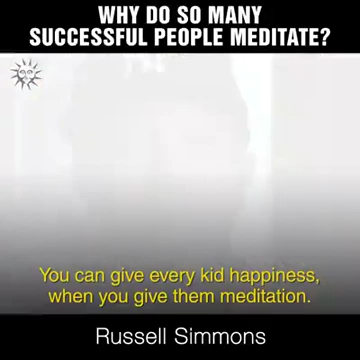 WHY DO SO MANY
SUCCESSFUL PEOPLE MEDITATE?
You can give every kid happiness,
when you give them meditation.
Russell Simmons